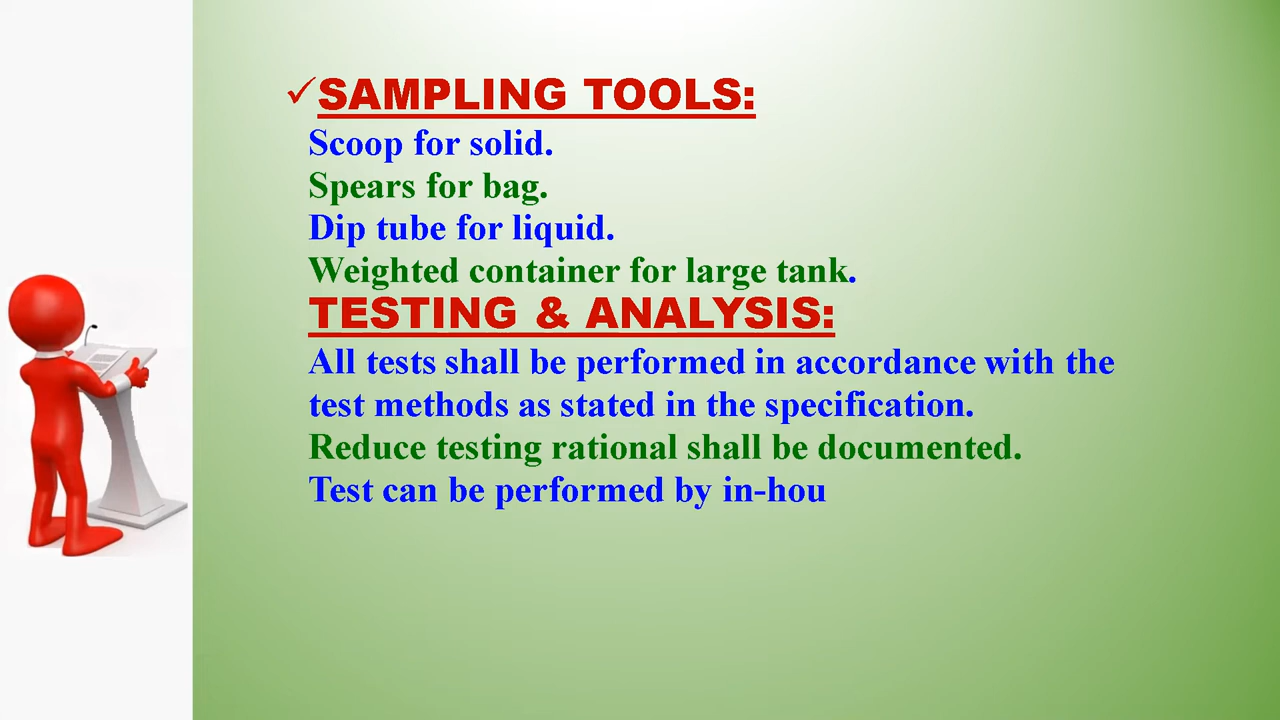 ✓SAMPLING TOOLS:
Scoop for solid.
Spears for bag.
Dip tube for liquid.
Weighted container for large tank.
TESTING & ANALYSIS:
All tests shall be performed in accordance with the
test methods as stated in the specification.
Reduce testing rational shall be documented.
Test can be performed by in-hou